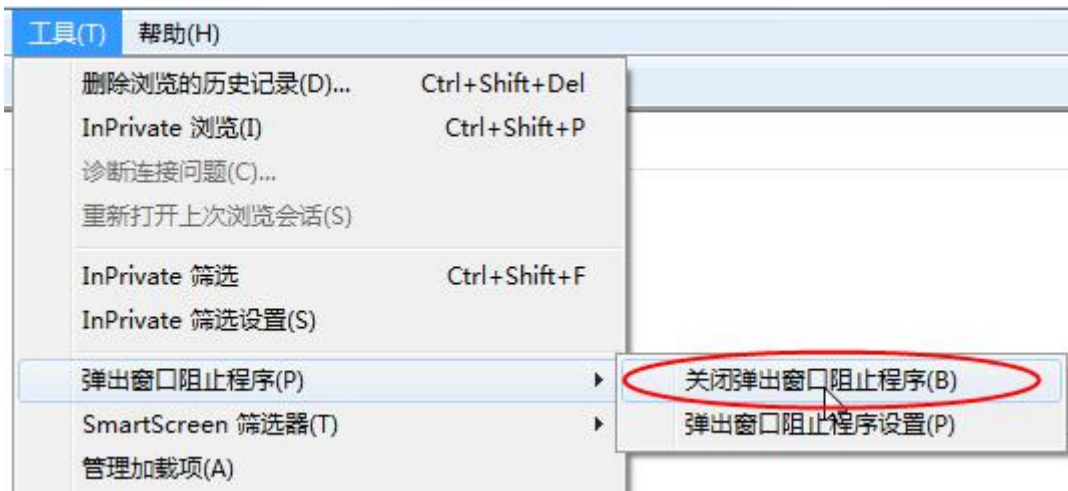 工具(T) 帮助(H)
删除浏览的历史记录(D)... Ctrl+Shift+Del
InPrivate 浏览(I) Ctrl+Shift+P
诊断连接问题(C)...
重新打开上次浏览会话(S)
InPrivate 筛选 Ctrl+Shift+F
InPrivate 筛选设置(S)
弹出窗口阻止程序(P) 关闭弹出窗口阻止程序(B)
SmartScreen 筛选器(T) 弹出窗口阻止程序设置(P)
管理加载项(A)